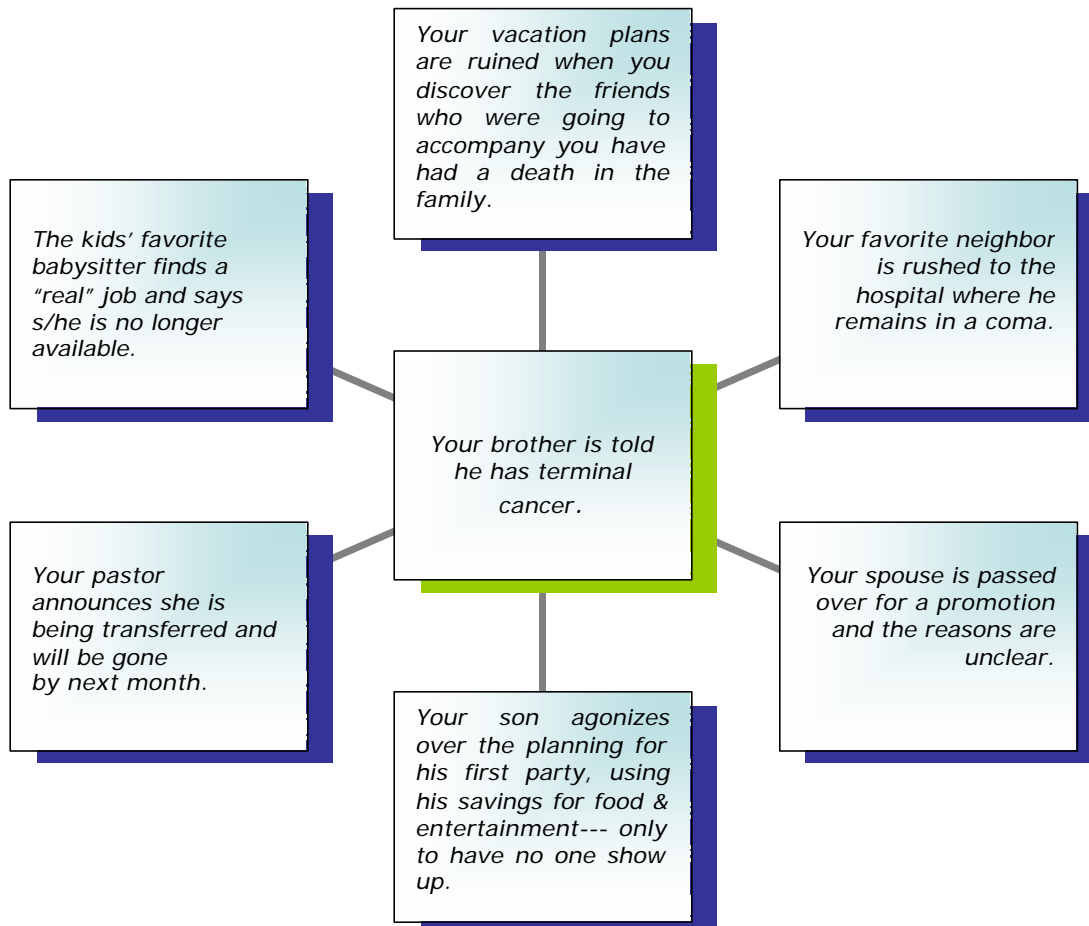 Your vacation plans
are ruined when you
discover the friends
who were going to
accompany you have
had a death in the
family.
The kids’ favorite
babysitter finds a
“real” job and says
s/he is no longer
available.
Your favorite neighbor
is rushed to the
hospital where he
remains in a coma.
Your brother is told
he has terminal
cancer.
Your pastor
announces she is
being transferred and
will be gone
by next month.
Your spouse is passed
over for a promotion
and the reasons are
unclear.
Your son agonizes
over the planning for
his first party, using
his savings for food &
entertainment--- only
to have no one show
up.